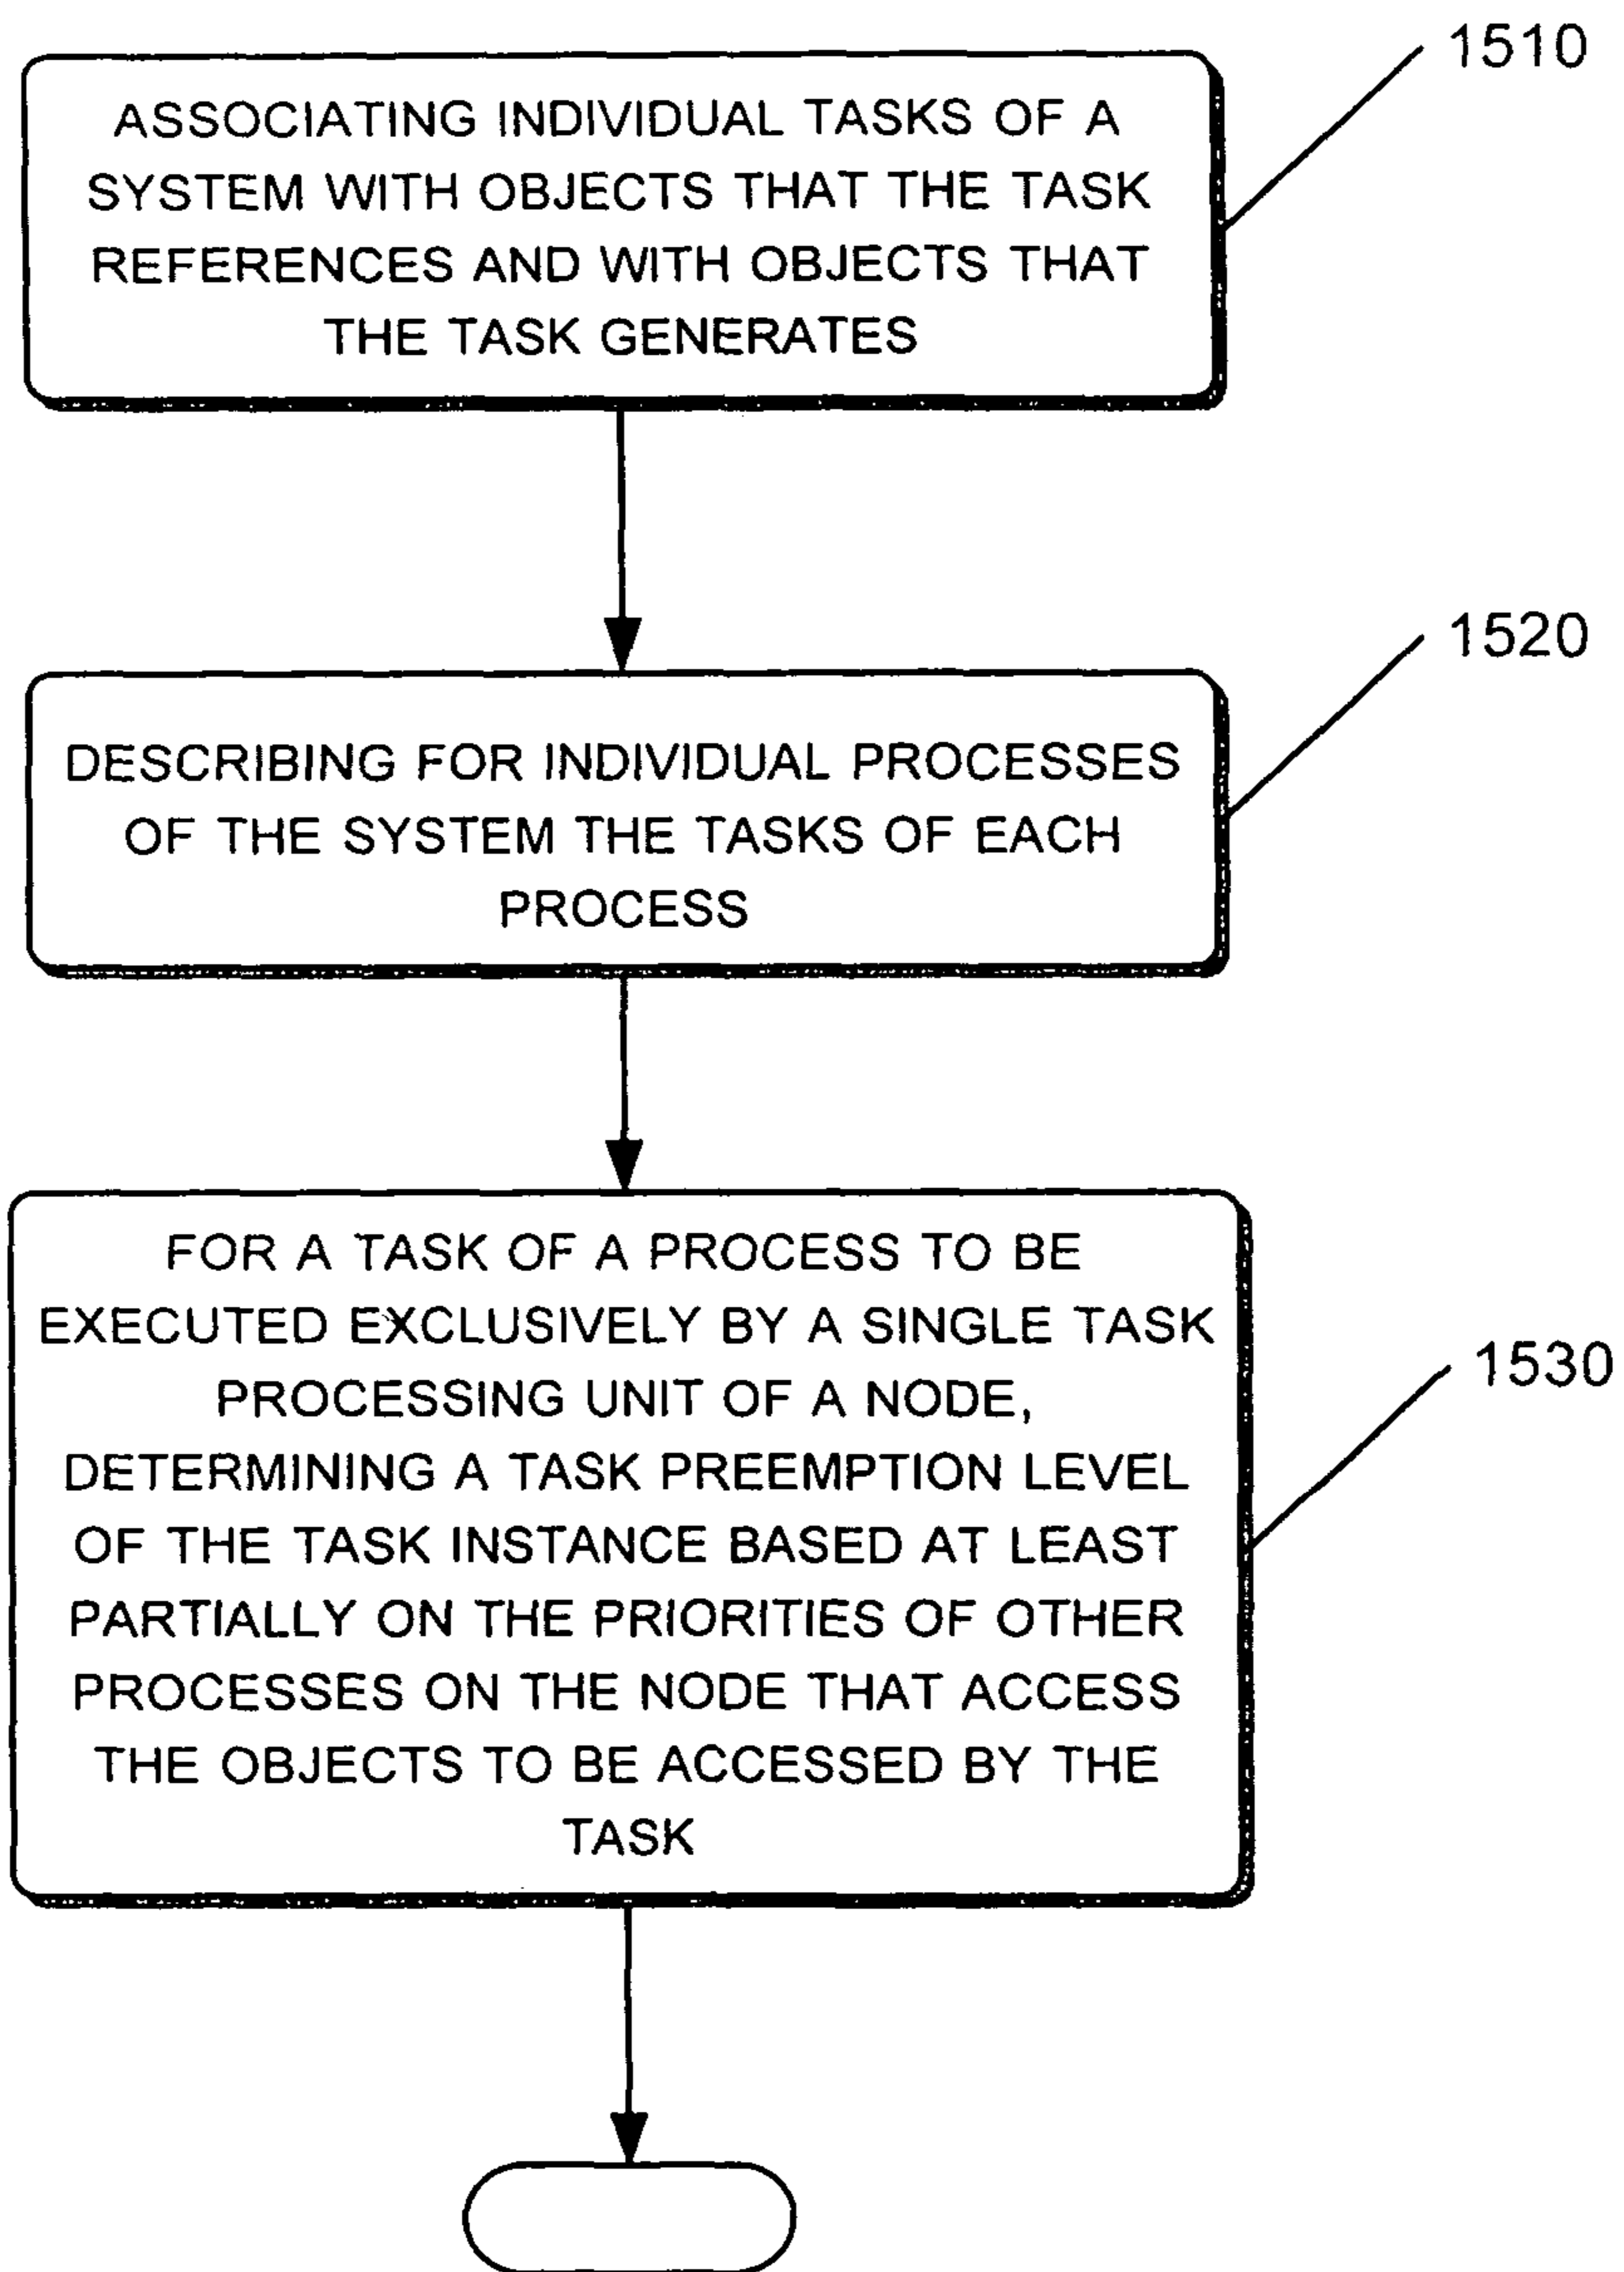 1510
ASSOCIATING INDIVIDUAL TASKS OF A
SYSTEM WITH OBJECTS THAT THE TASK
REFERENCES AND WITH OBJECTS THAT
THE TASK GENERATES
1520
DESCRIBING FOR INDIVIDUAL PROCESSES
OF THE SYSTEM THE TASKS OF EACH
PROCESS
1530
FOR A TASK OF A PROCESS TO BE
EXECUTED EXCLUSIVELY BY A SINGLE TASK
PROCESSING UNIT OF A NODE,
DETERMINING A TASK PREEMPTION LEVEL
OF THE TASK INSTANCE BASED AT LEAST
PARTIALLY ON THE PRIORITIES OF OTHER
PROCESSES ON THE NODE THAT ACCESS
THE OBJECTS TO BE ACCESSED BY THE
TASK